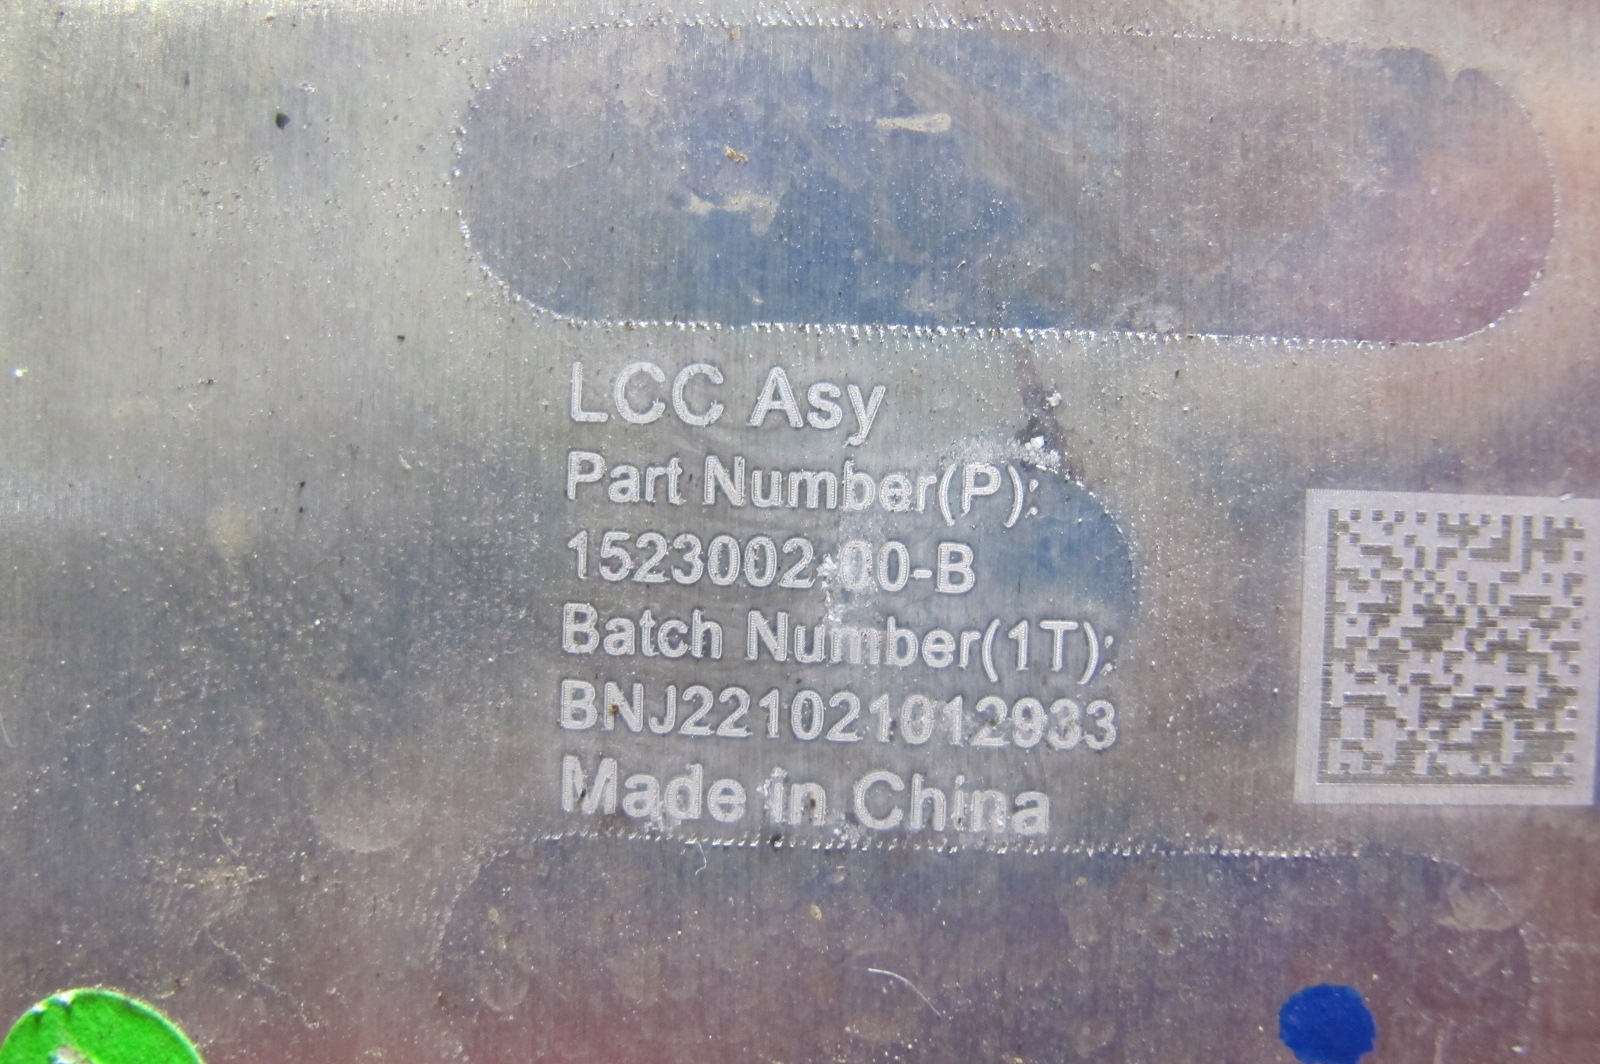 LCC Asy
Part Number(P):
1523002-00-B
Batch Number(1T):
BNJ221021012933
Made in China